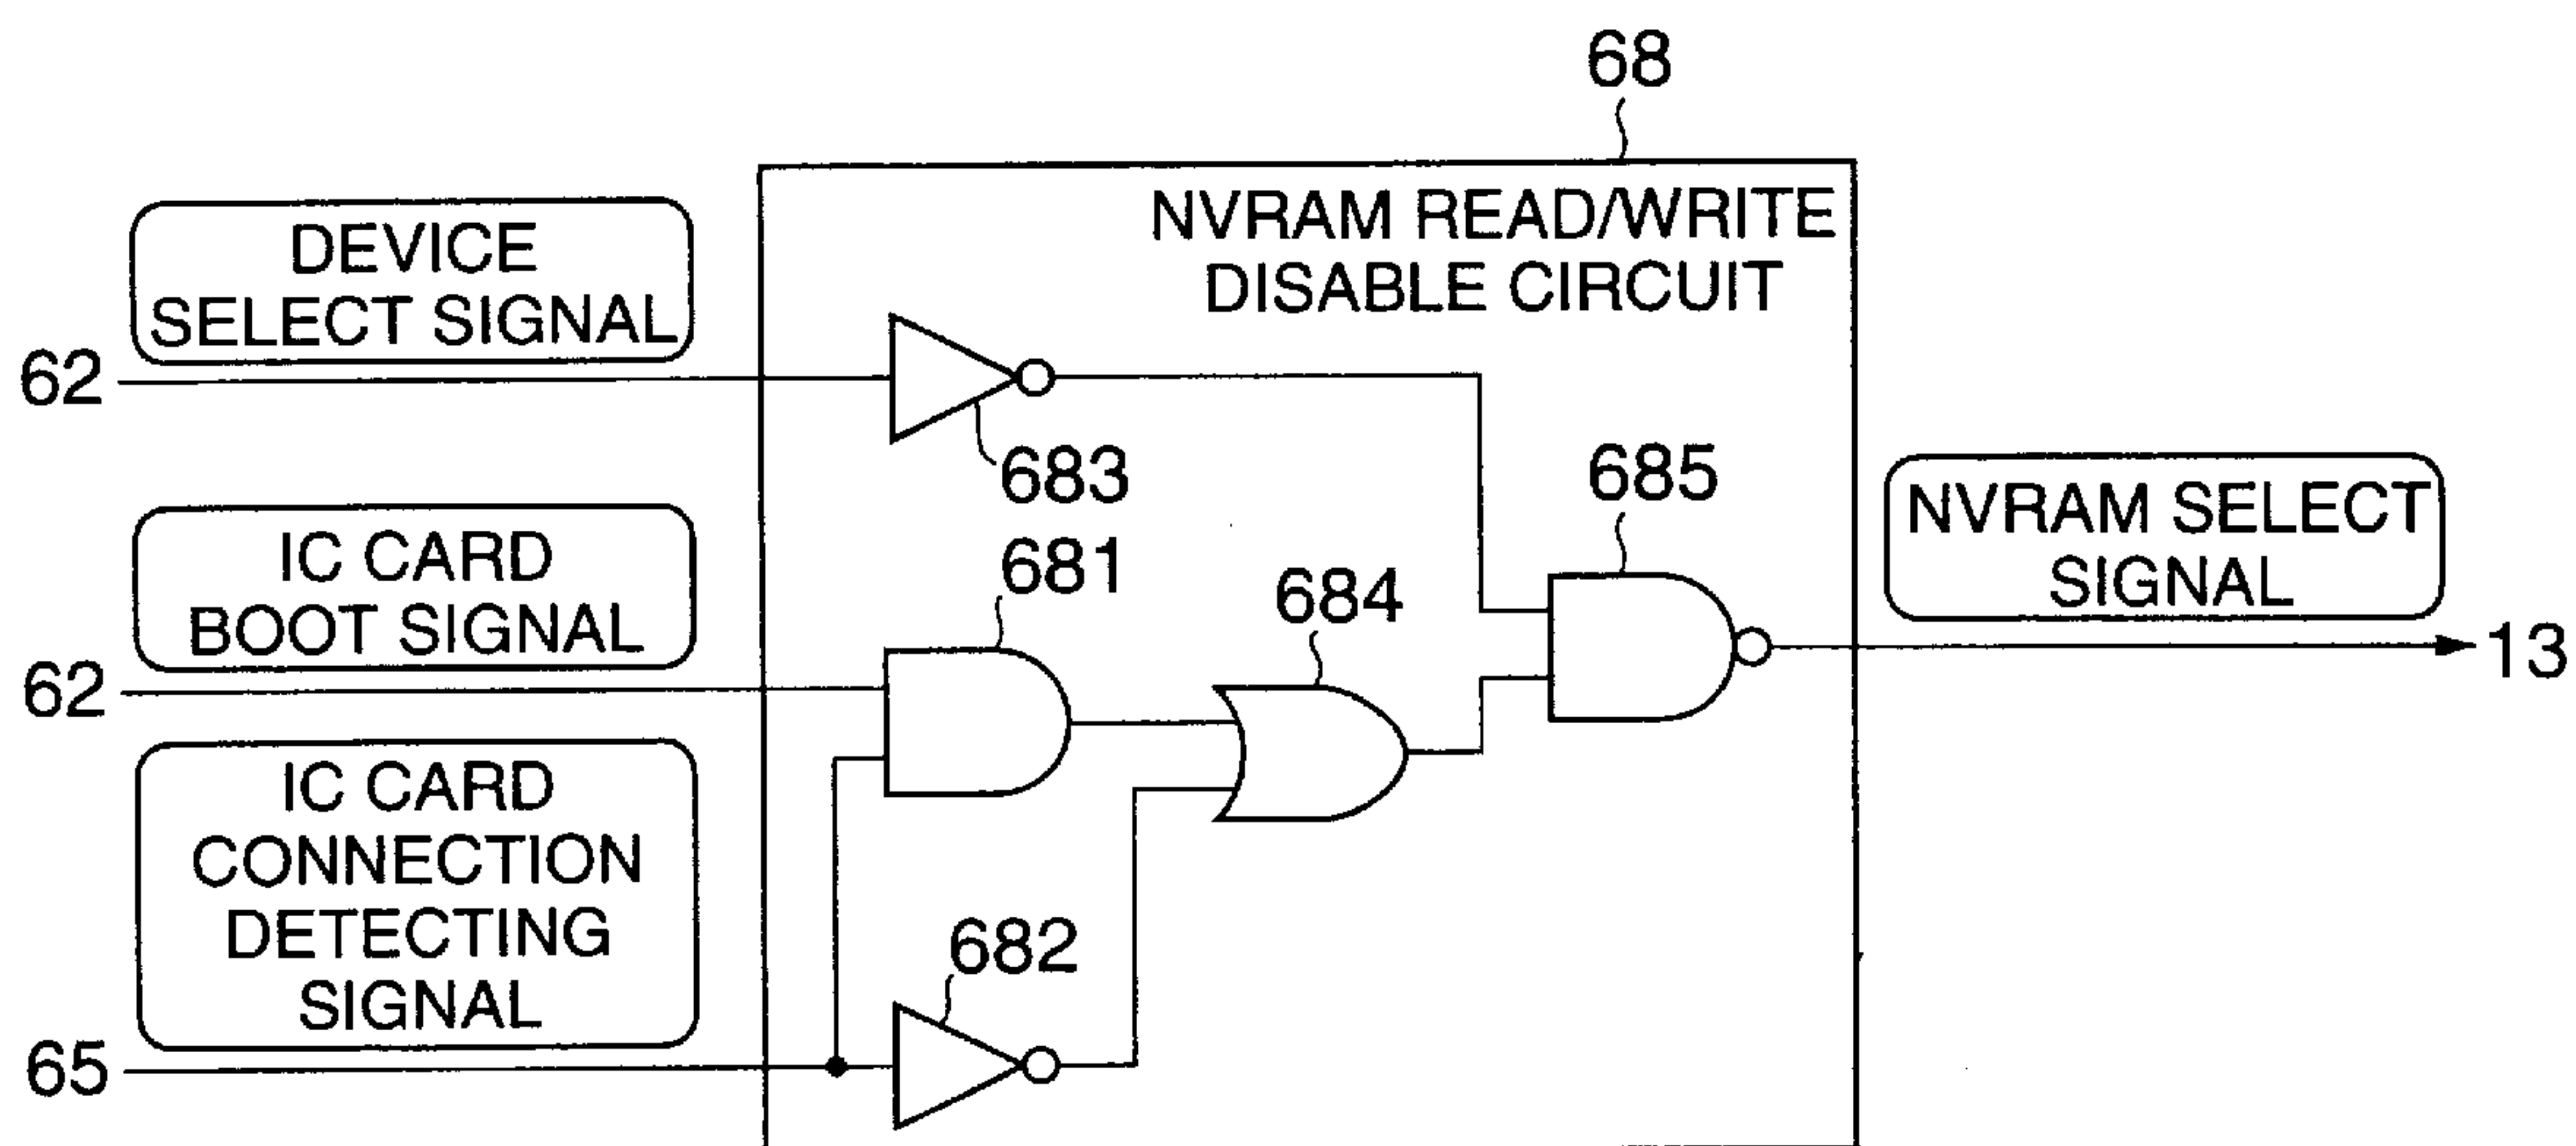 68
NVRAM READ/WRITE
DISABLE CIRCUIT
DEVICE
SELECT SIGNAL
62
683
685
NVRAM SELECT
SIGNAL
13
IC CARD
BOOT SIGNAL
62
681
684
IC CARD
CONNECTION
DETECTING
SIGNAL
65
682